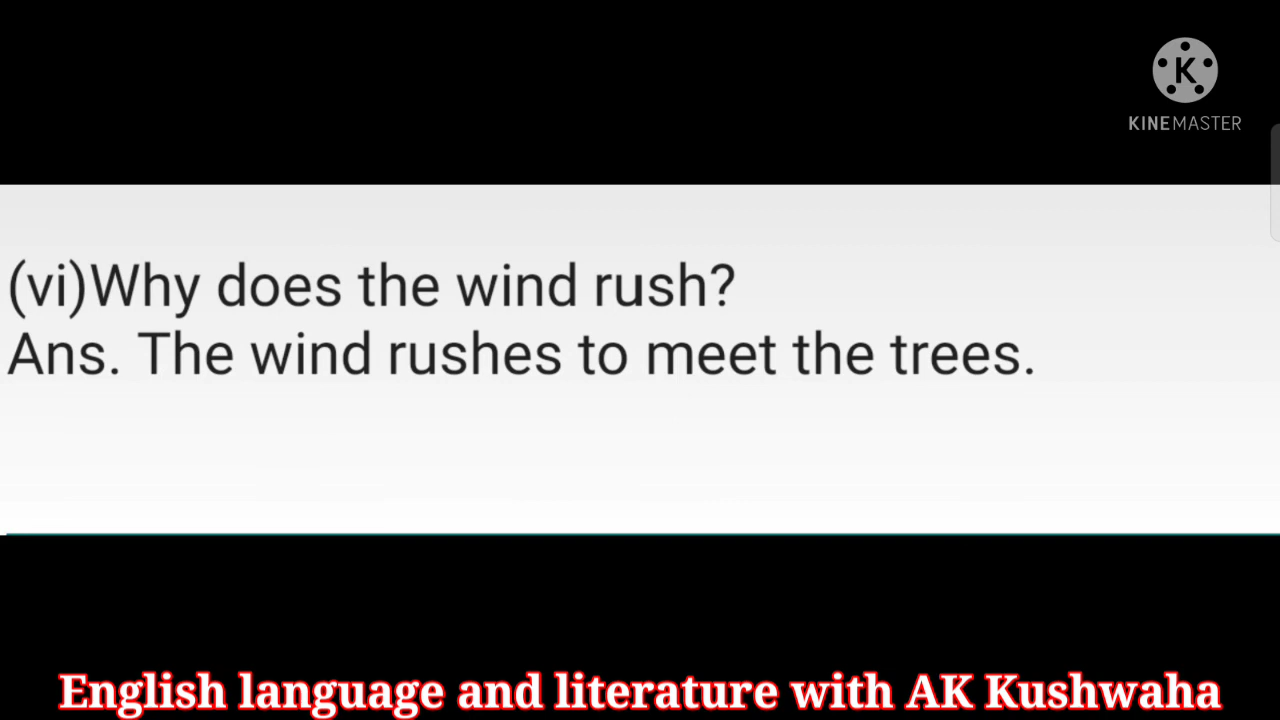 K
KINEMASTER
(vi)Why does the wind rush?
Ans. The wind rushes to meet the trees.
English language and literature with AK Kushwaha